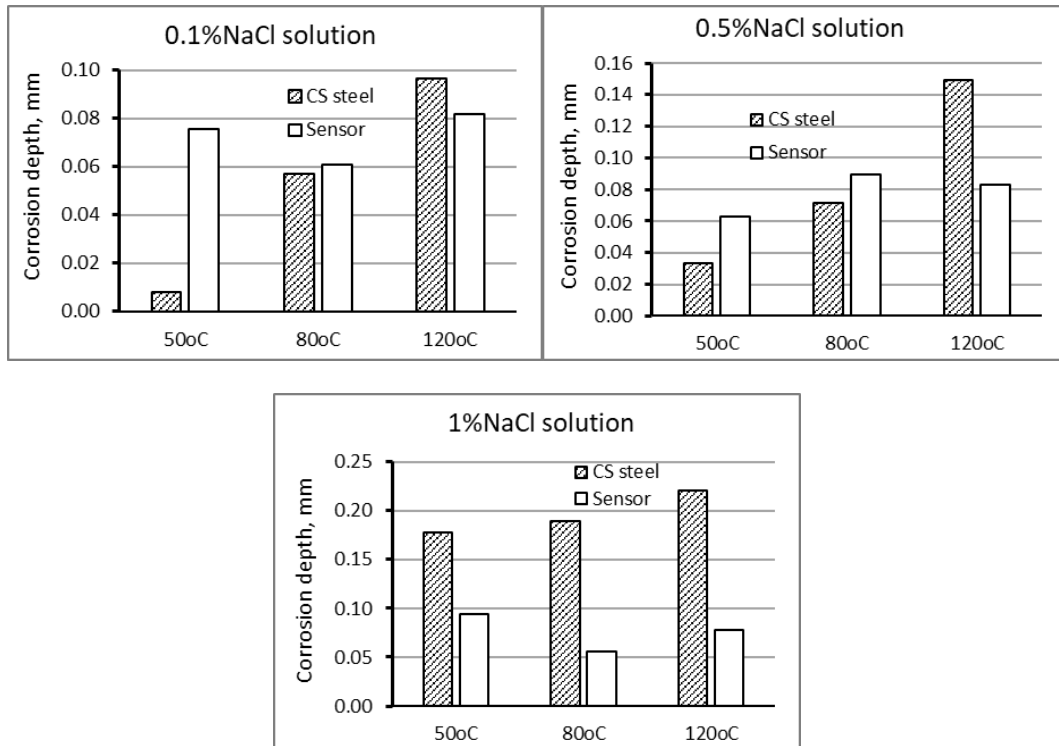 0.1%NaCl solution
Corrosion depth, mm
0.10
0.08
0.06
0.04
0.02
0.00
CS steel
Sensor
50oC 80oC 120oC
0.5%NaCl solution
Corrosion depth, mm
0.16
0.14
0.12
0.10
0.08
0.06
0.04
0.02
0.00
CS steel
Sensor
50oC 80oC 120oC
1%NaCl solution
Corrosion depth, mm
0.25
0.20
0.15
0.10
0.05
0.00
CS steel
Sensor
50oC 80oC 120oC